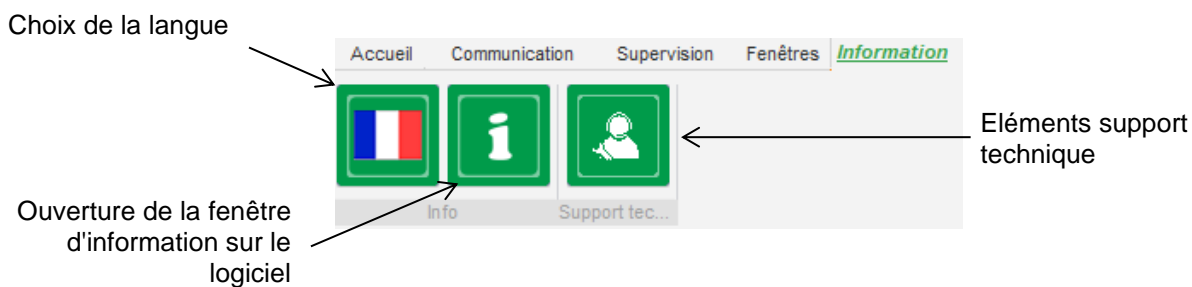 Choix de la langue
Accueil Communication Supervision Fenêtres Information
i
Eléments support
technique
Info Support tec...
Ouverture de la fenêtre
d'information sur le
logiciel